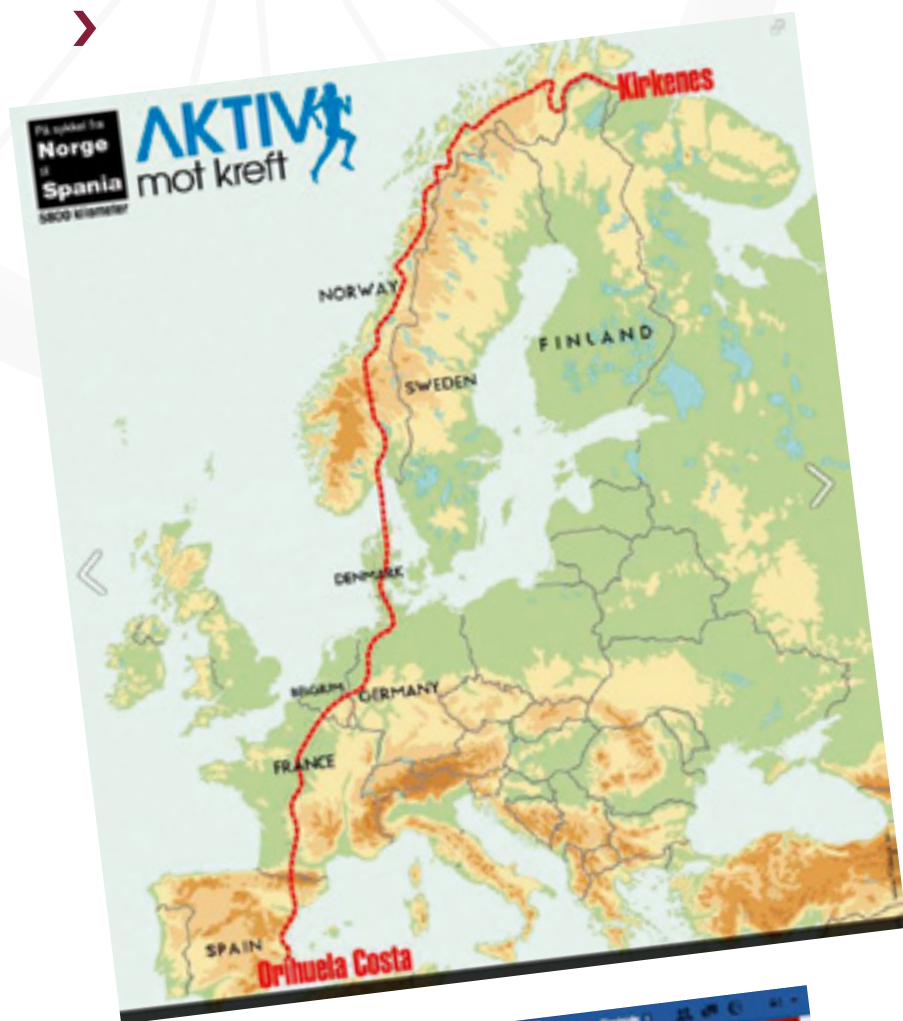 På sykkel fra
Norge
til
Spania
5800 kilometer
AKTIV
mot kreft
Kirkenes
NORWAY
FINLAND
SWEDEN
DENMARK
BELGIUM
GERMANY
FRANCE
SPAIN
Orihuela Costa